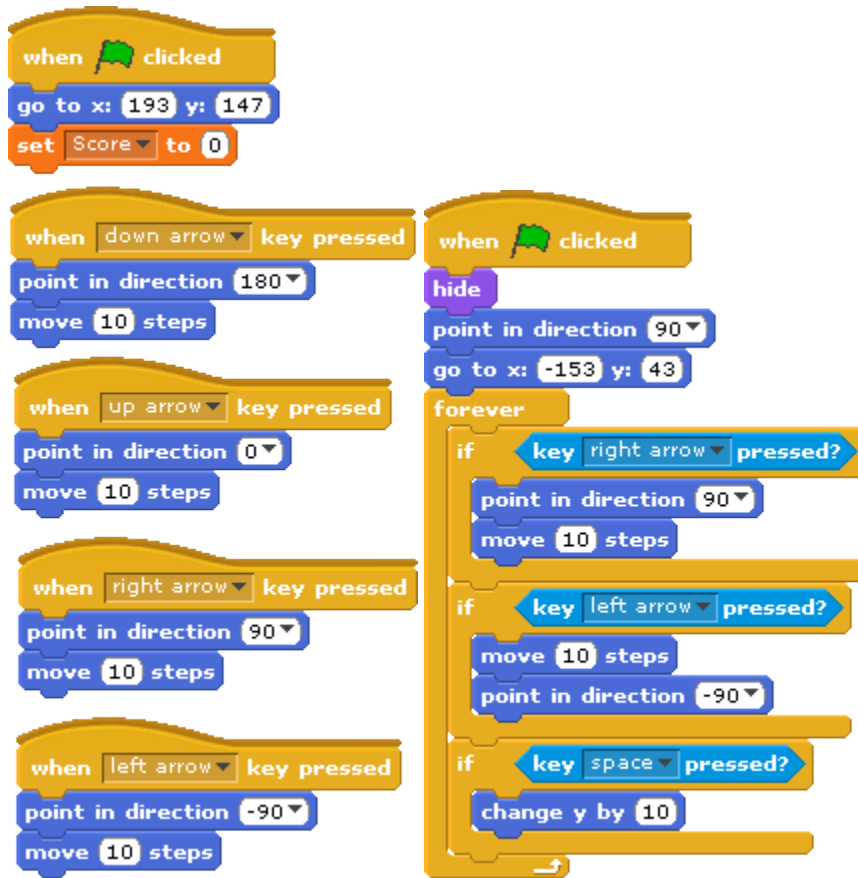 when clicked
go to x: 193 y: 147
set Score to 0
when down arrow key pressed
point in direction 180
move 10 steps
when up arrow key pressed
point in direction 0
move 10 steps
when right arrow key pressed
point in direction 90
move 10 steps
when left arrow key pressed
point in direction -90
move 10 steps
when clicked
hide
point in direction 90
go to x: -153 y: 43
forever
if key right arrow pressed?
point in direction 90
move 10 steps
if key left arrow pressed?
move 10 steps
point in direction -90
if key space pressed?
change y by 10